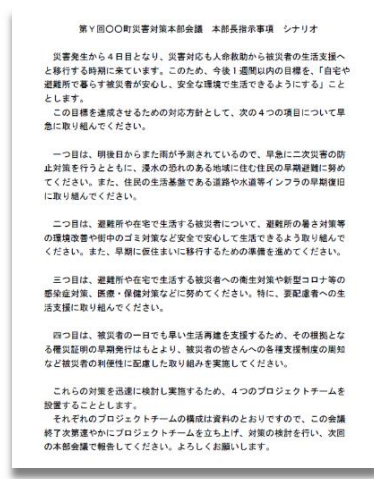 第Ｙ回〇〇町災害対策本部会議　本部長指示事項　シナリオ
災害発生から４日目となり、災害対応も人命救助から被災者の生活支援へ
と移行する時期に来ています。このため、今後１週間以内の目標を、「自宅や
避難所で暮らす被災者が安心し、安全な環境で生活できるようにする」こと
とします。
この目標を達成させるための対応方針として、次の４つの項目について早
急に取り組んでください。
一つ目は、明後日からまた雨が予測されているので、早急に二次災害の防
止対策を行うとともに、浸水の恐れのある地域に住む住民の早期避難に努め
てください。また、住民の生活基盤である道路や水道等インフラの早期復旧
に取り組んでください。
二つ目は、避難所や在宅で生活する被災者について、避難所の暑さ対策等
の環境改善や街中のゴミ対策など安全で安心して生活できるよう取り組んで
ください。また、早期に仮住まいに移行するための準備を進めてください。
三つ目は、避難所や在宅で生活する被災者への衛生対策や新型コロナ等の
感染症対策、医療・保健対策などに努めてください。特に、要配慮者への生
活支援に取り組んでください。
四つ目は、被災者の一日でも早い生活再建を支援するため、その根拠とな
る罹災証明の早期発行はもとより、被災者の皆さんへの各種支援制度の周知
など被災者の利便性に配慮した取り組みを実施してください。
これらの対策を迅速に検討し実施するため、４つのプロジェクトチームを
設置することとします。
それぞれのプロジェクトチームの構成は資料のとおりですので、この会議
終了次第速やかにプロジェクトチームを立ち上げ、対策の検討を行い、次回
の本部会議で報告してください。よろしくお願いします。